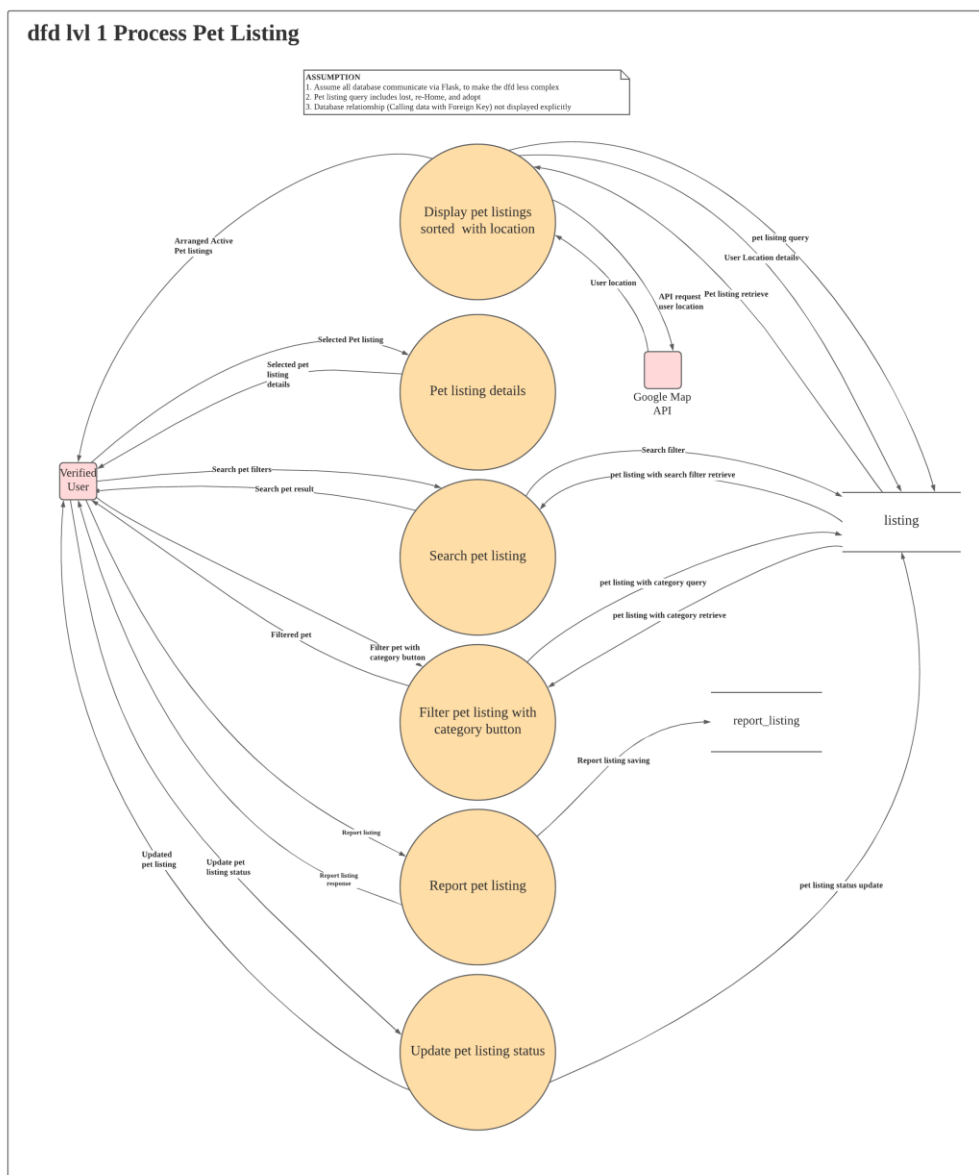 dfd lvl 1 Process Pet Listing
ASSUMPTION
1. Assume all database communicate via Flask, to make the dfd less complex
2. Pet listing query includes lost, re-Home, and adopt
3. Database relationship (Calling data with Foreign Key) not displayed explicitly
Display pet listings
sorted with location
Arranged Active
Pet listings
pet lisitng query
User Location details
User location
API request
user location
Pet listing retrieve
Selected Pet listing
Selected pet
listing
details
Pet listing details
Google Map
API
Verified
User
Search pet filters
Search pet result
Search filter
pet listing with search filter retrieve
listing
Search pet listing
pet listing with category query
pet listing with category retrieve
Filtered pet
Filter pet with
category button
Filter pet listing with
category button
report_listing
Report listing saving
Report listing
Report listing
response
Report pet listing
Updated
pet listing
Update pet
listing status
pet listing status update
Update pet listing status